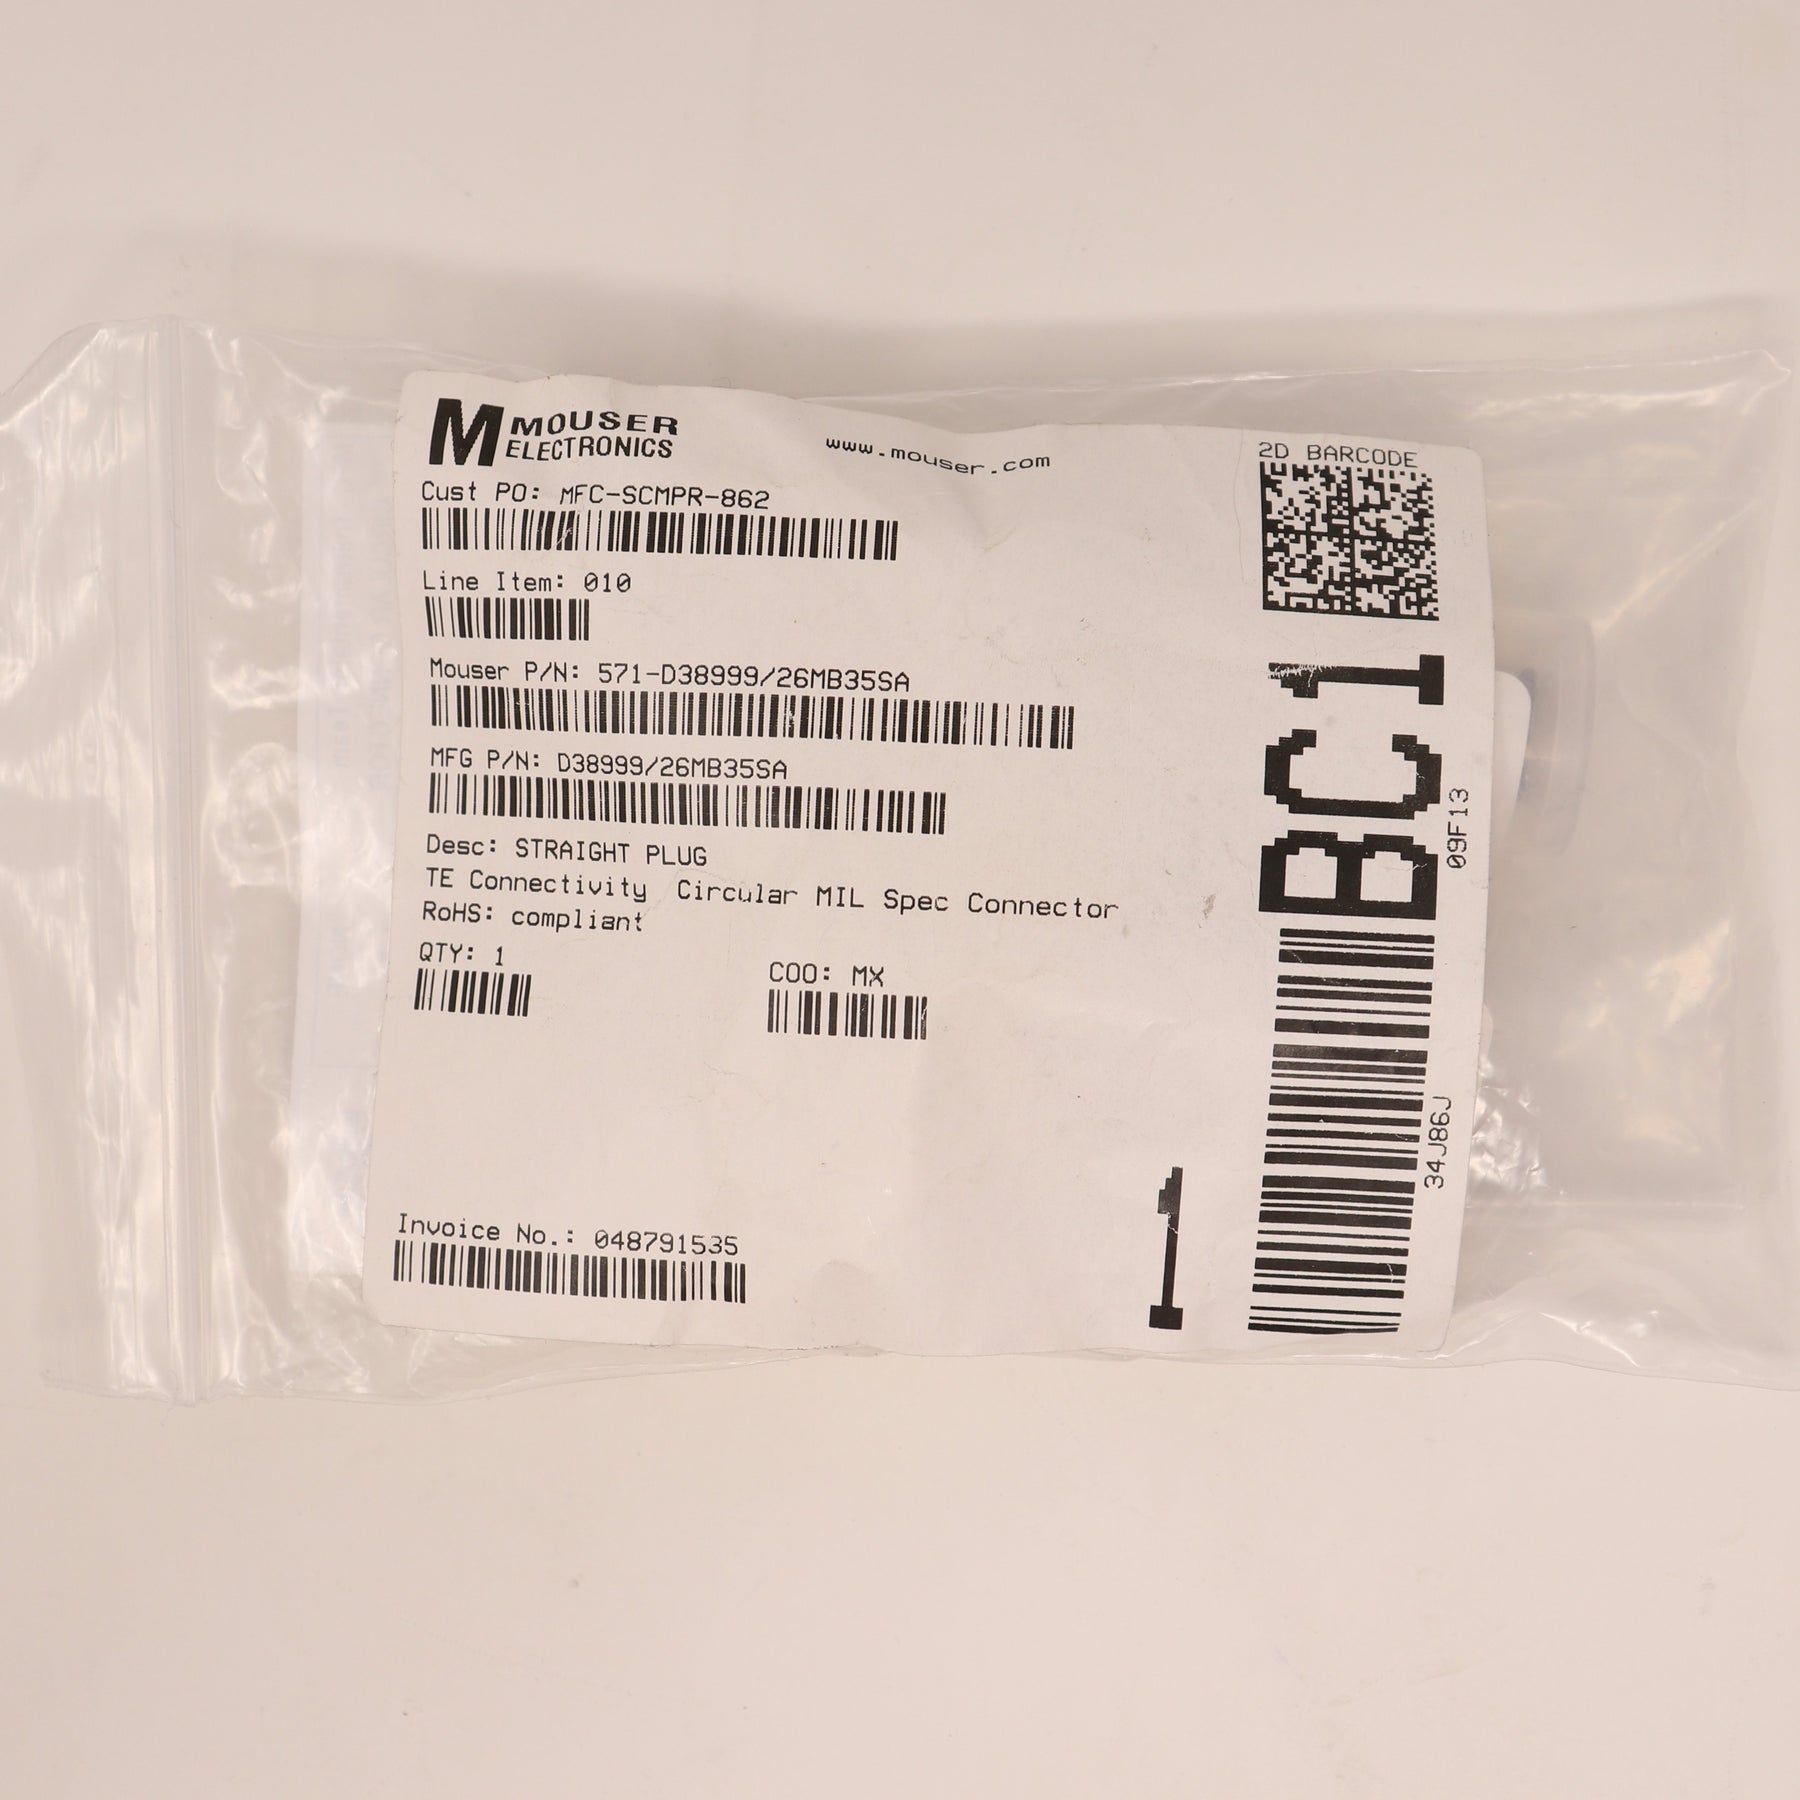 M MOUSER
ELECTRONICS
www.mouser.com
2D BARCODE
Cust PO: MFC-SCMPR-862
Line Item: 010
Mouser P/N: 571-D38999/26MB35SA
MFG P/N: D38999/26MB35SA
Desc: STRAIGHT PLUG
TE Connectivity Circular MIL Spec Connector
RoHS: compliant
QTY: 1
COO: MX
Invoice No.: 048791535
1
BC1
09F13
34J86J